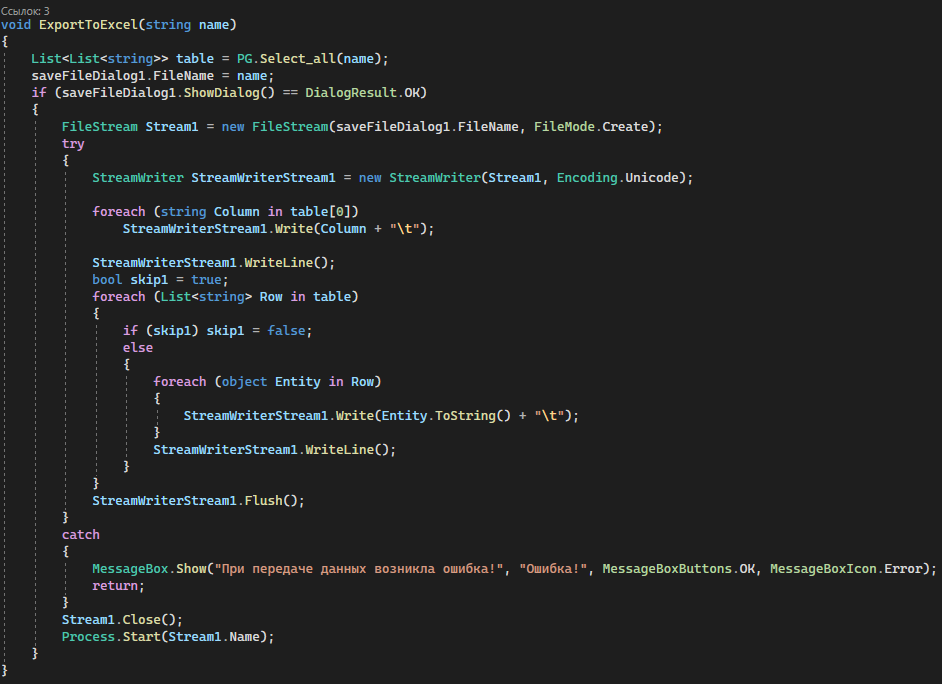 Ссылок: 3
void ExportToExcel(string name)
{
List<List<string>> table = PG.Select_all(name);
saveFileDialog1.FileName = name;
if (saveFileDialog1.ShowDialog() == DialogResult.OK)
{
FileStream Stream1 = new FileStream(saveFileDialog1.FileName, FileMode.Create);
try
{
StreamWriter StreamWriterStream1 = new StreamWriter(Stream1, Encoding.Unicode);
foreach (string Column in table[0])
StreamWriterStream1.Write(Column + "\t");
StreamWriterStream1.WriteLine();
bool skip1 = true;
foreach (List<string> Row in table)
{
if (skip1) skip1 = false;
else
{
foreach (object Entity in Row)
{
StreamWriterStream1.Write(Entity.ToString() + "\t");
}
StreamWriterStream1.WriteLine();
}
}
StreamWriterStream1.Flush();
}
catch
{
MessageBox.Show("При передаче данных возникла ошибка!", "Ошибка!", MessageBoxButtons.OK, MessageBoxIcon.Error);
return;
}
Stream1.Close();
Process.Start(Stream1.Name);
}
}